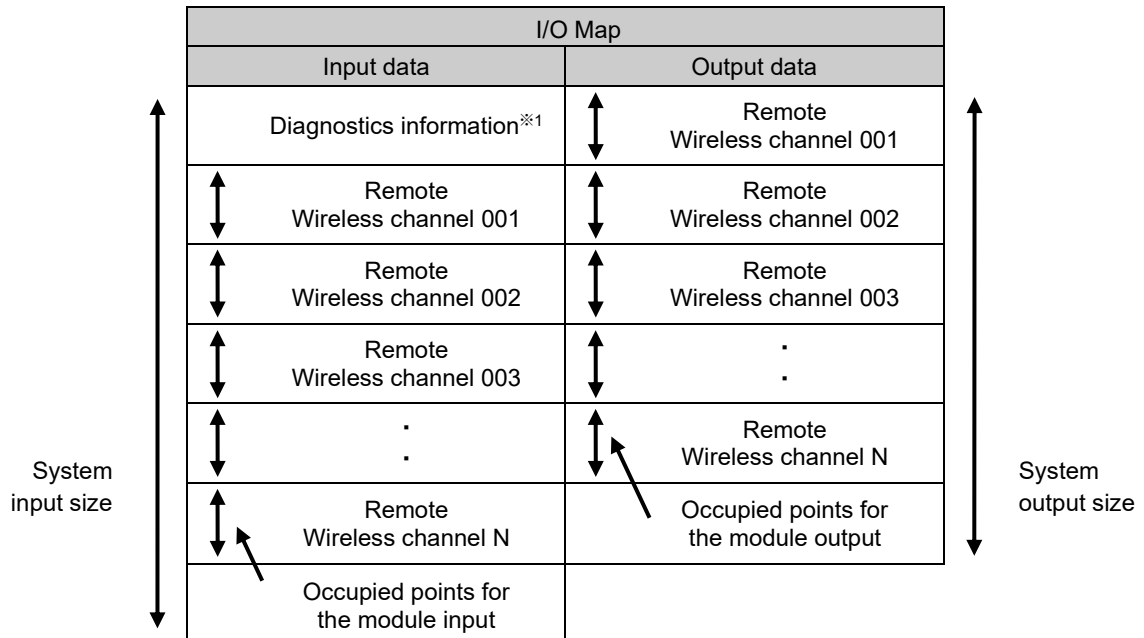 I/O Map
Input data
Output data
Diagnostics information※1
Remote
Wireless channel 001
Remote
Wireless channel 001
Remote
Wireless channel 002
Remote
Wireless channel 002
Remote
Wireless channel 003
Remote
Wireless channel 003
・
・
・
・
Remote
Wireless channel N
System
input size
Remote
Wireless channel N
Occupied points for
the module output
System
output size
Occupied points for
the module input